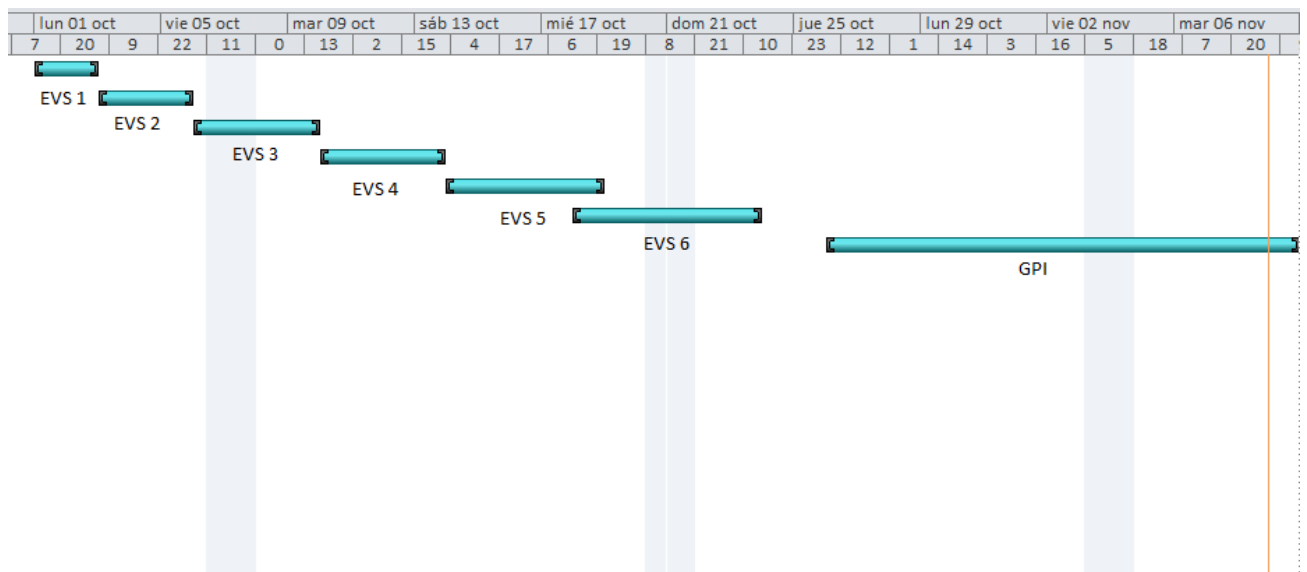 lun 01 oct vie 05 oct mar 09 oct sáb 13 oct mié 17 oct dom 21 oct jue 25 oct lun 29 oct vie 02 nov mar 06 nov
7 20 9 22 11 0 13 2 15 4 17 6 19 8 21 10 23 12 1 14 3 16 5 18 7 20
EVS 1
EVS 2
EVS 3
EVS 4
EVS 5
EVS 6
GPI